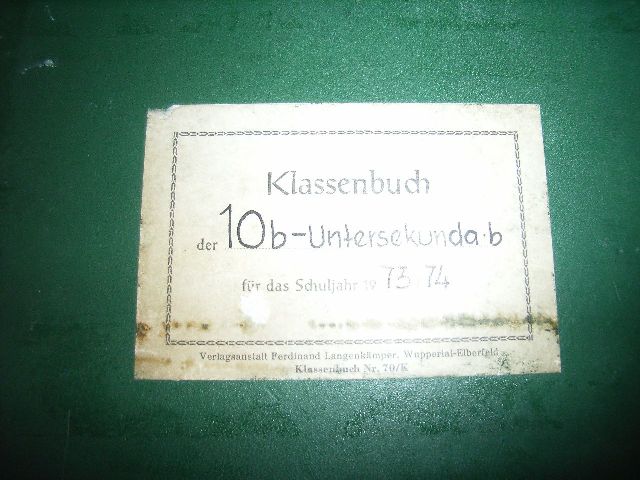 Klassenbuch
der 10b-Untersekunda·b
für das Schuljahr 19 73 74
Verlagsanstalt Ferdinand Langenkämper, Wuppertal-Elberfeld
Klassenbuch Nr. 70/K